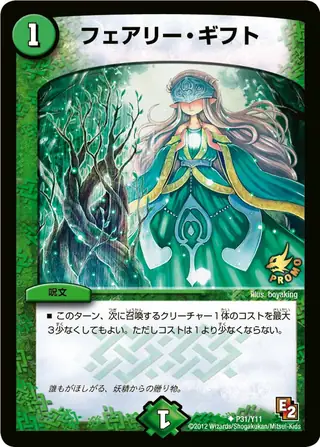 1
フェアリー・ギフト
PROMO
illus. boyaking
呪文
■ このターン、次に召喚するクリーチャー1体のコストを最大
3少なくしてもよい。ただしコストは1より少なくならない。
誰もがほしがる、妖精からの贈り物。
1
P31/Y11
©2012 Wizards/Shogakukan/Mitsui-Kids
E2